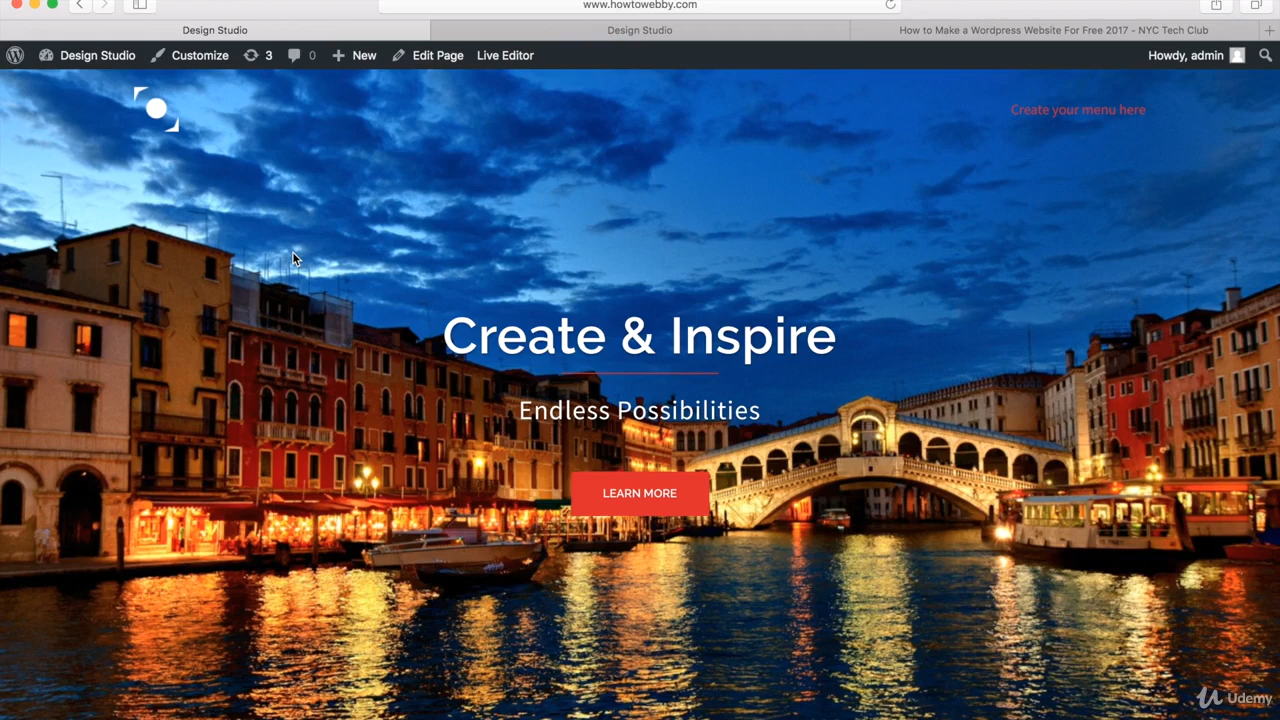 www.howtowebby.com
Design Studio
Design Studio
How to Make a Wordpress Website For Free 2017 - NYC Tech Club
Design Studio Customize 3 0 New Edit Page Live Editor Howdy, admin
Create your menu here
Create & Inspire
Endless Possibilities
LEARN MORE
Udemy